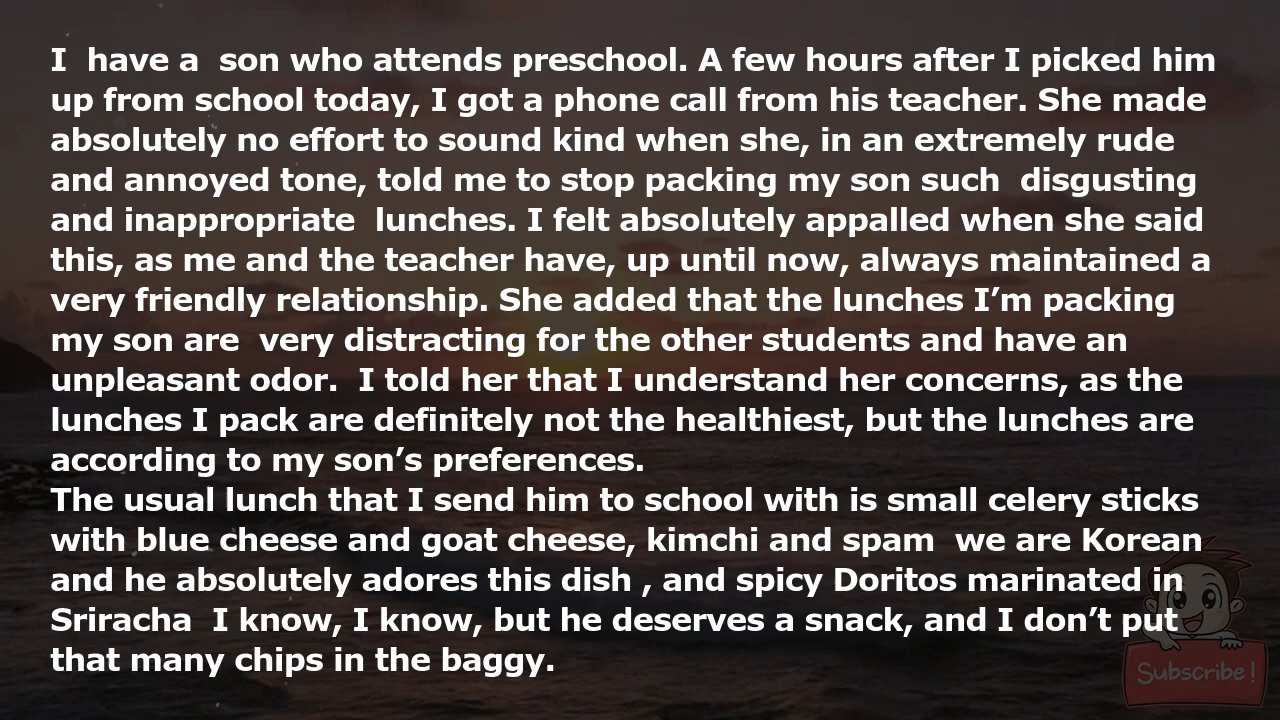 I have a son who attends preschool. A few hours after I picked him
up from school today, I got a phone call from his teacher. She made
absolutely no effort to sound kind when she, in an extremely rude
and annoyed tone, told me to stop packing my son such disgusting
and inappropriate lunches. I felt absolutely appalled when she said
this, as me and the teacher have, up until now, always maintained a
very friendly relationship. She added that the lunches I’m packing
my son are very distracting for the other students and have an
unpleasant odor. I told her that I understand her concerns, as the
lunches I pack are definitely not the healthiest, but the lunches are
according to my son’s preferences.
The usual lunch that I send him to school with is small celery sticks
with blue cheese and goat cheese, kimchi and spam we are Korean
and he absolutely adores this dish , and spicy Doritos marinated in
Sriracha I know, I know, but he deserves a snack, and I don’t put
that many chips in the baggy.
Subscribe!